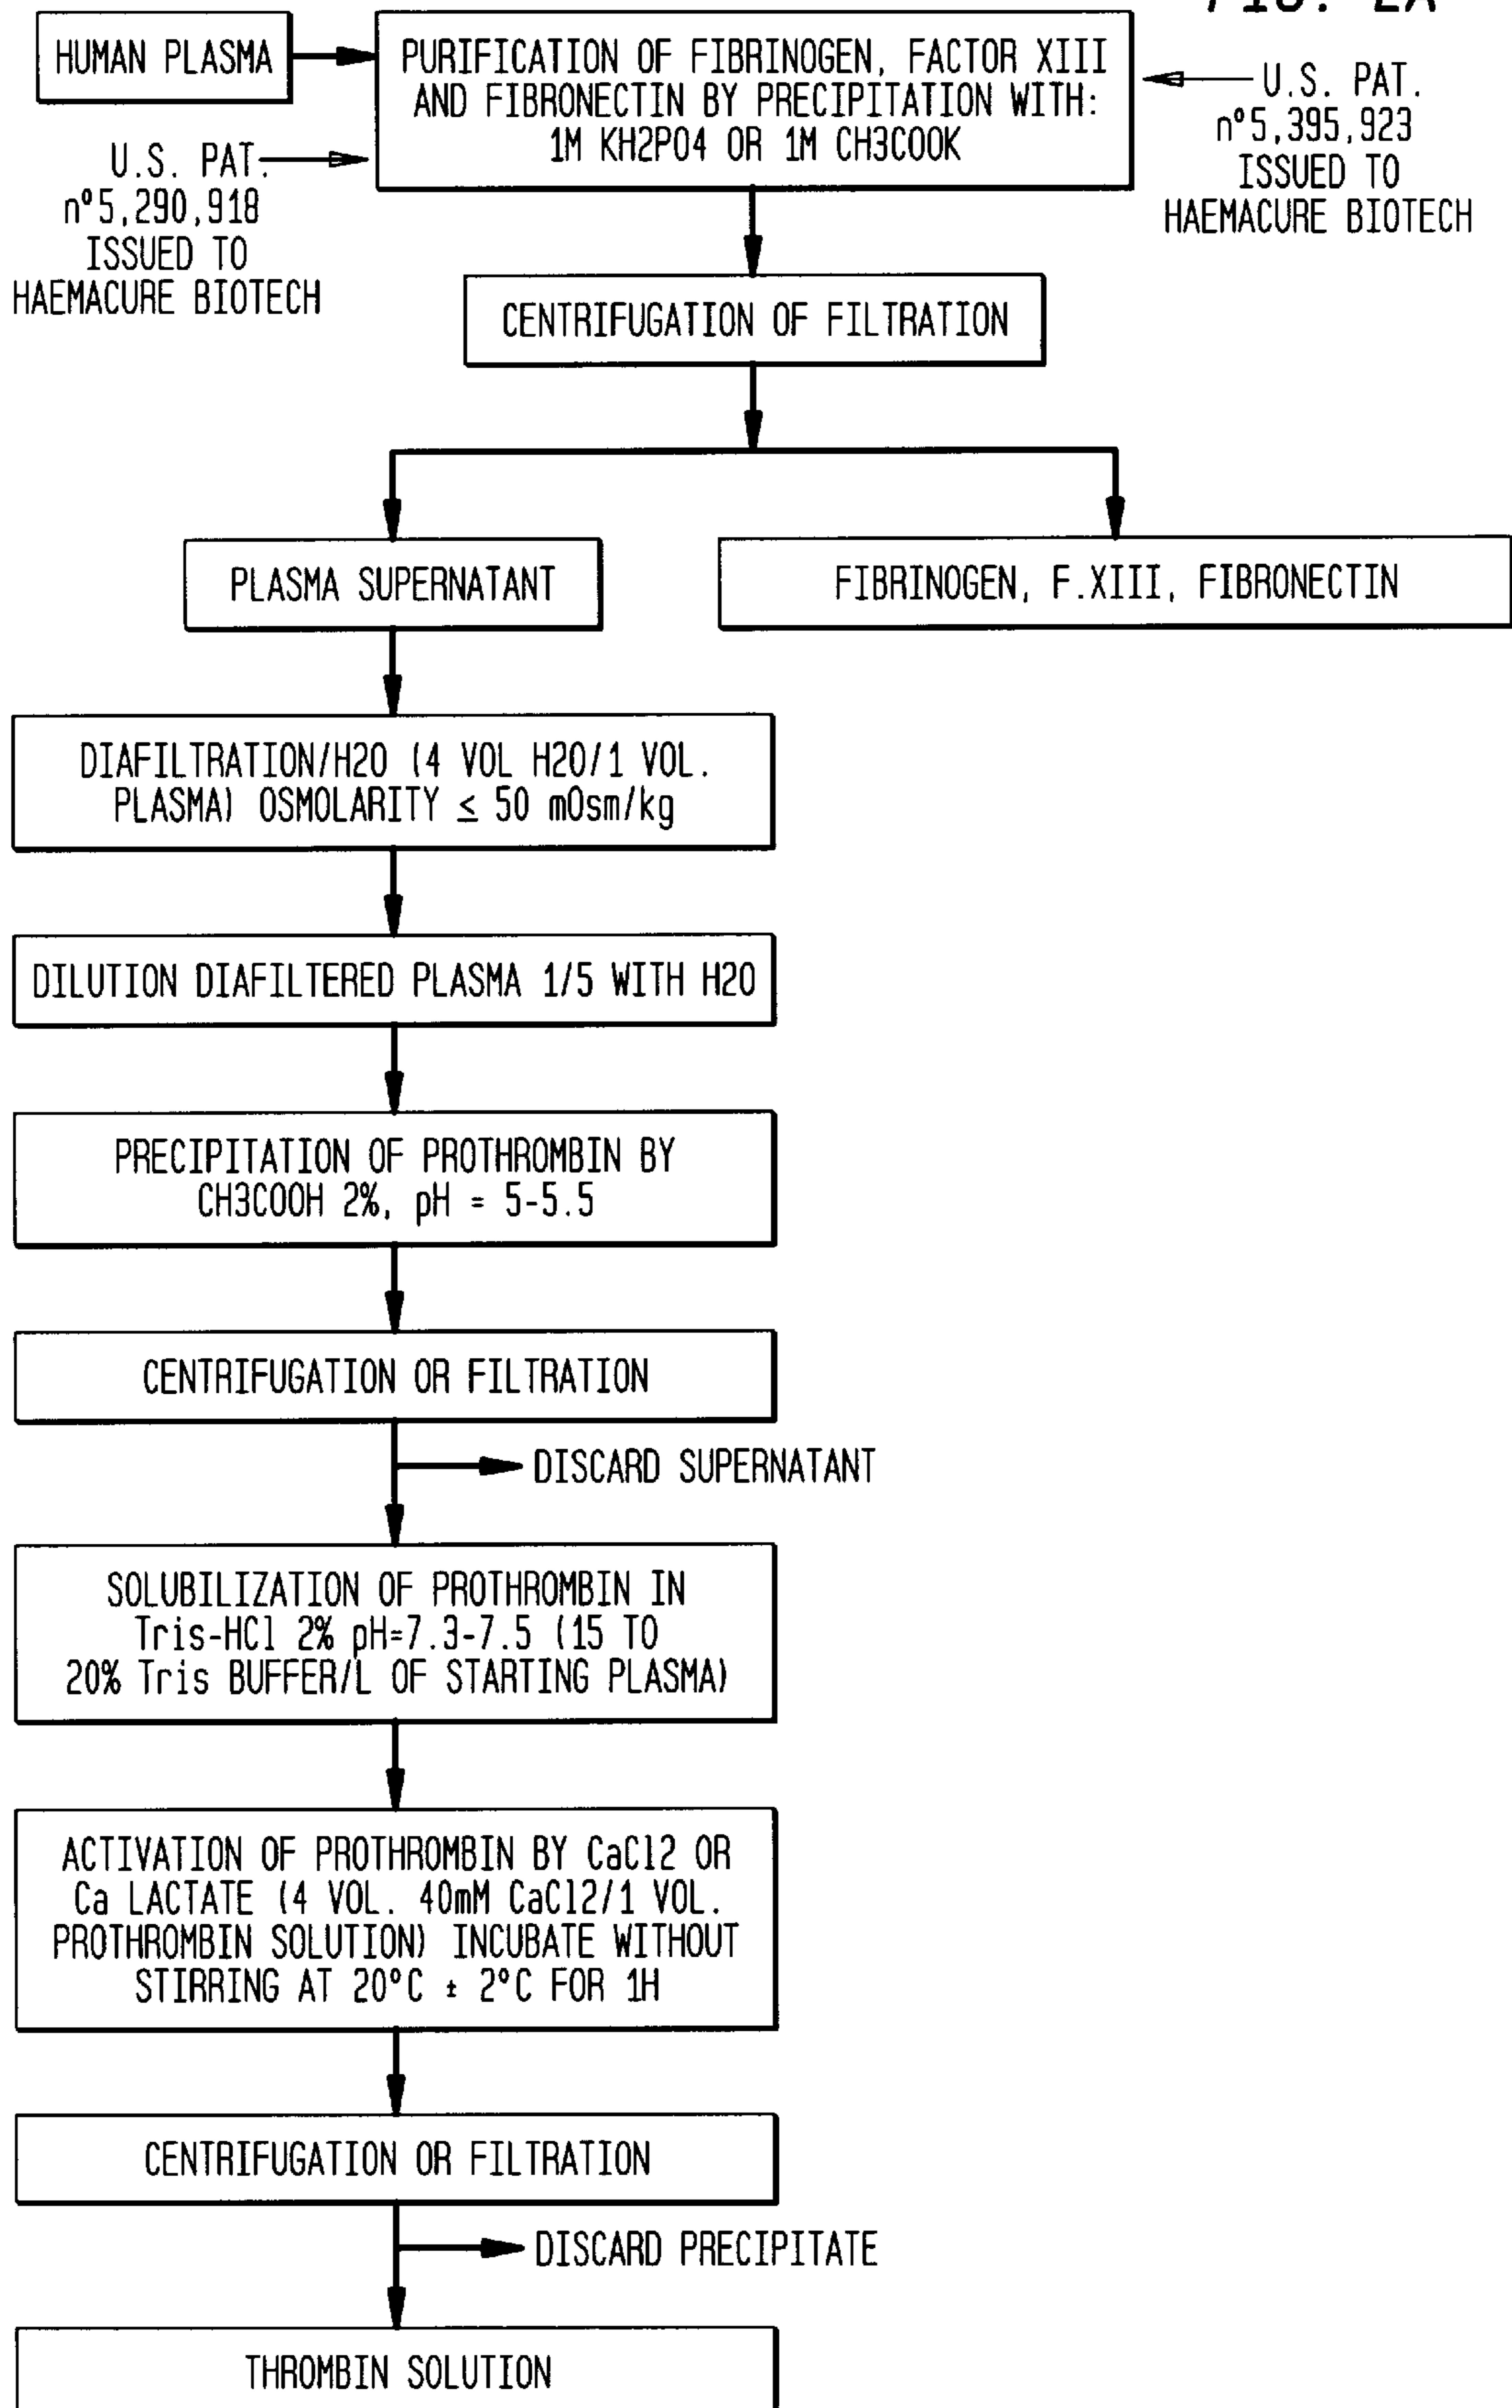 FIG. 2A
HUMAN PLASMA
PURIFICATION OF FIBRINOGEN, FACTOR XIII
AND FIBRONECTIN BY PRECIPITATION WITH:
1M KH2PO4 OR 1M CH3COOK
U.S. PAT.
n°5,290,918
ISSUED TO
HAEMACURE BIOTECH
U.S. PAT.
n°5,395,923
ISSUED TO
HAEMACURE BIOTECH
CENTRIFUGATION OF FILTRATION
PLASMA SUPERNATANT
FIBRINOGEN, F.XIII, FIBRONECTIN
DIAFILTRATION/H2O (4 VOL H2O/1 VOL.
PLASMA) OSMOLARITY ≤ 50 mOsm/kg
DILUTION DIAFILTERED PLASMA 1/5 WITH H2O
PRECIPITATION OF PROTHROMBIN BY
CH3COOH 2%, pH = 5-5.5
CENTRIFUGATION OR FILTRATION
DISCARD SUPERNATANT
SOLUBILIZATION OF PROTHROMBIN IN
Tris-HCl 2% pH=7.3-7.5 (15 TO
20% Tris BUFFER/L OF STARTING PLASMA)
ACTIVATION OF PROTHROMBIN BY CaCl2 OR
Ca LACTATE (4 VOL. 40mM CaCl2/1 VOL.
PROTHROMBIN SOLUTION) INCUBATE WITHOUT
STIRRING AT 20°C ± 2°C FOR 1H
CENTRIFUGATION OR FILTRATION
DISCARD PRECIPITATE
THROMBIN SOLUTION